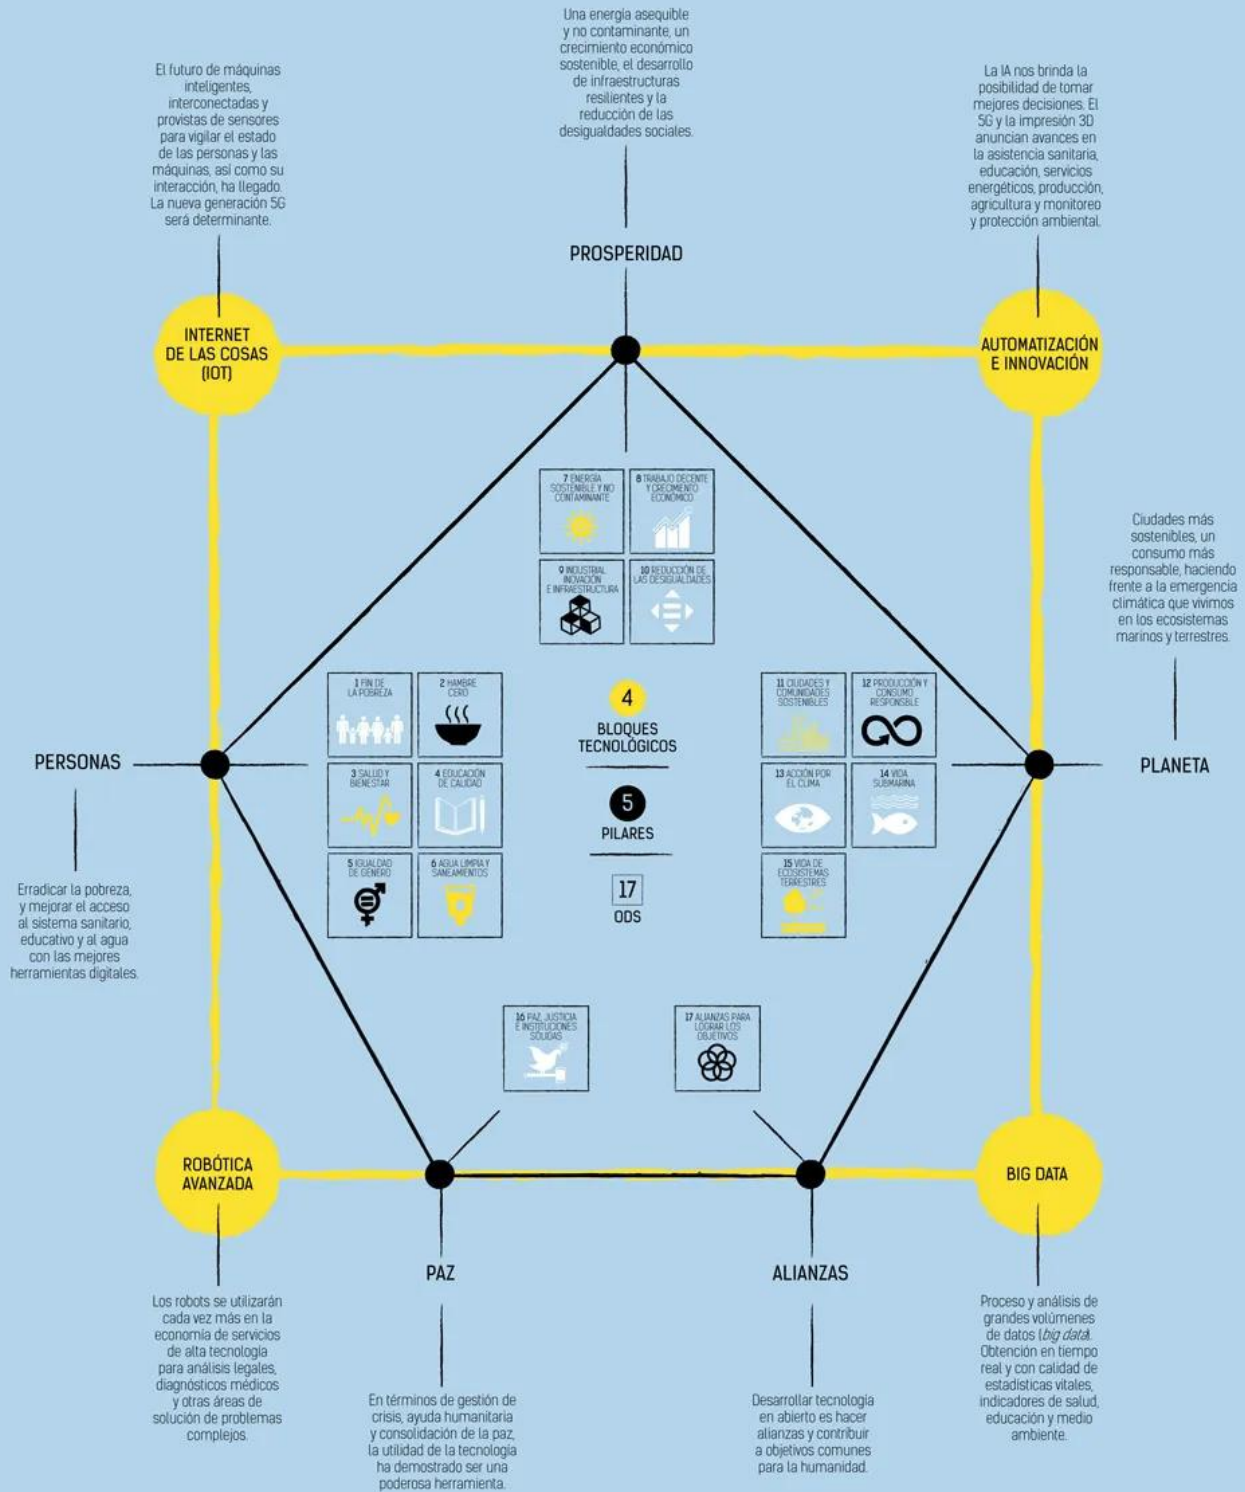 Una energía asequible
y no contaminante, un
crecimiento económico
sostenible, el desarrollo
de infraestructuras
resilientes y la
reducción de las
desigualdades sociales.
El futuro de máquinas
inteligentes,
interconectadas y
provistas de sensores
para vigilar el estado
de las personas y las
máquinas, así como su
interacción, ha llegado.
La nueva generación 5G
será determinante.
La IA nos brinda la
posibilidad de tomar
mejores decisiones. El
5G y la impresión 3D
anuncian avances en
la asistencia sanitaria,
educación, servicios
energéticos, producción,
agricultura y monitoreo
y protección ambiental.
PROSPERIDAD
INTERNET
DE LAS COSAS
(IOT)
AUTOMATIZACIÓN
E INNOVACIÓN
7 ENERGÍA
SOSTENIBLE Y NO
CONTAMINANTE
8 TRABAJO DECENTE
Y CRECIMIENTO
ECONÓMICO
9 INDUSTRIAL
INOVACIÓN
E INFRAESTRUCTURA
10 REDUCCIÓN DE
LAS DESIGUALDADES
Ciudades más
sostenibles, un
consumo más
responsable, haciendo
frente a la emergencia
climática que vivimos
en los ecosistemas
marinos y terrestres.
1 FIN DE
LA POBREZA
2 HAMBRE
CERO
3 SALUD Y
BIENESTAR
4 EDUCACIÓN
DE CALIDAD
5 IGUALDAD
DE GÉNERO
6 AGUA LIMPIA Y
SANEAMIENTOS
4
BLOQUES
TECNOLÓGICOS
5
PILARES
17
ODS
11 CIUDADES Y
COMUNIDADES
SOSTENIBLES
12 PRODUCCIÓN Y
CONSUMO
RESPONSBLE
13 ACCIÓN POR
EL CLIMA
14 VIDA
SUBMARINA
15 VIDA DE
ECOSISTEMAS
TERRESTRES
PERSONAS
PLANETA
Erradicar la pobreza,
y mejorar el acceso
al sistema sanitario,
educativo y al agua
con las mejores
herramientas digitales.
16 PAZ, JUSTICIA
E INSTITUCIONES
SÓLIDAS
17 ALIANZAS PARA
LOGRAR LOS
OBJETIVOS
ROBÓTICA
AVANZADA
BIG DATA
PAZ
ALIANZAS
Los robots se utilizarán
cada vez más en la
economía de servicios
de alta tecnología
para análisis legales,
diagnósticos médicos
y otras áreas de
solución de problemas
complejos.
En términos de gestión de
crisis, ayuda humanitaria
y consolidación de la paz,
la utilidad de la tecnología
ha demostrado ser una
poderosa herramienta.
Desarrollar tecnología
en abierto es hacer
alianzas y contribuir
a objetivos comunes
para la humanidad.
Proceso y análisis de
grandes volúmenes
de datos (big data).
Obtención en tiempo
real y con calidad de
estadísticas vitales,
indicadores de salud,
educación y medio
ambiente.